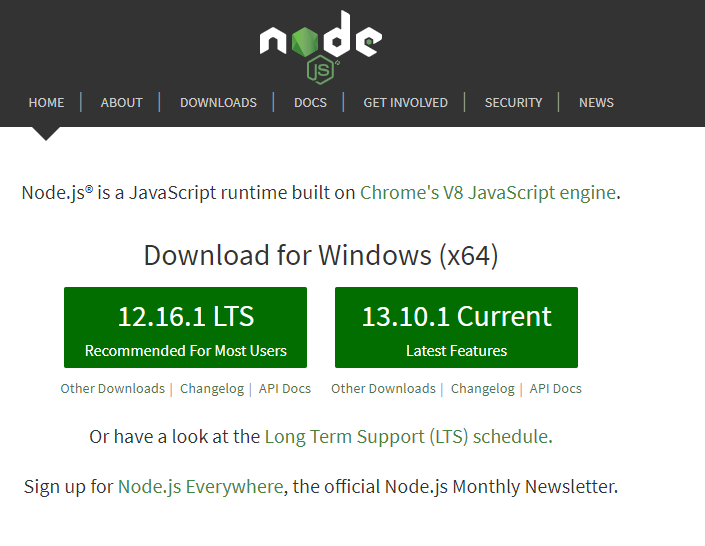 node
JS
HOME | ABOUT | DOWNLOADS | DOCS | GET INVOLVED | SECURITY | NEWS
Node.js® is a JavaScript runtime built on Chrome's V8 JavaScript engine.
Download for Windows (x64)
12.16.1 LTS 13.10.1 Current
Recommended For Most Users Latest Features
Other Downloads | Changelog | API Docs Other Downloads | Changelog | API Docs
Or have a look at the Long Term Support (LTS) schedule.
Sign up for Node.js Everywhere, the official Node.js Monthly Newsletter.